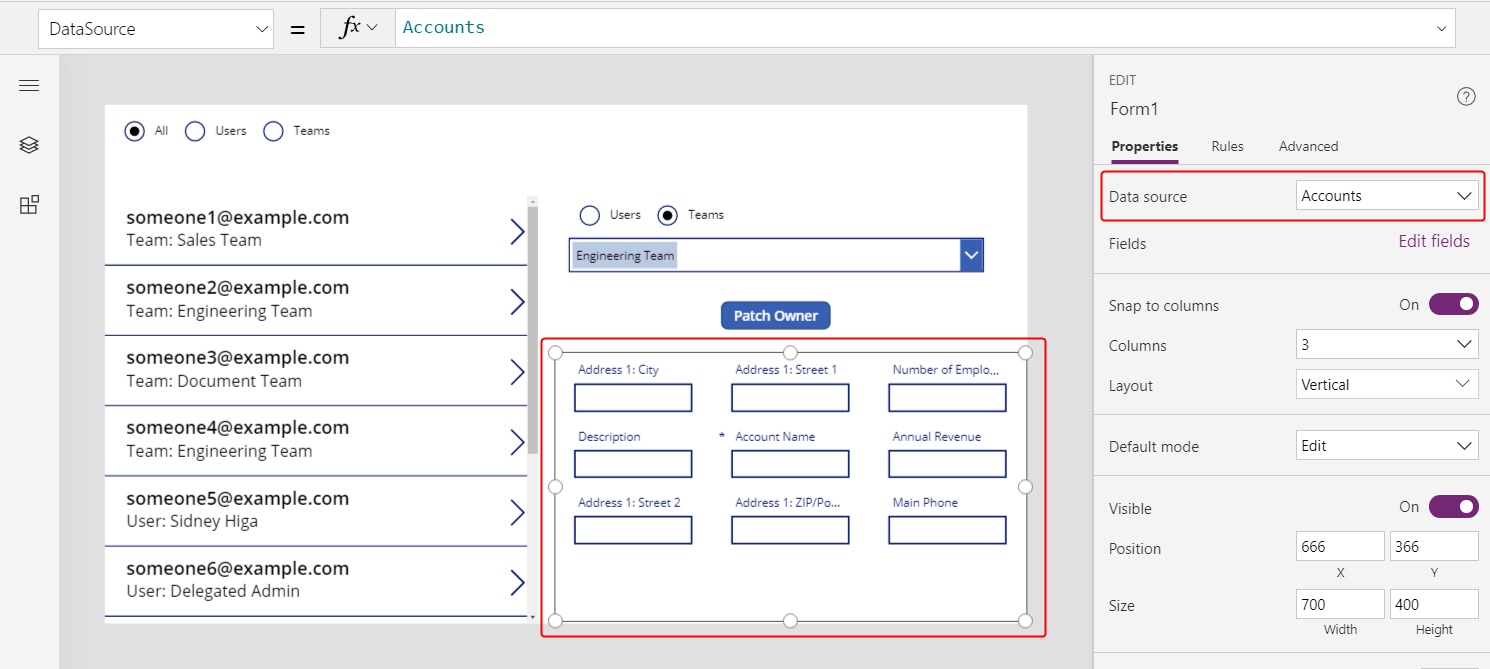 DataSource = fx Accounts
All Users Teams
someone1@example.com
Team: Sales Team
someone2@example.com
Team: Engineering Team
someone3@example.com
Team: Document Team
someone4@example.com
Team: Engineering Team
someone5@example.com
User: Sidney Higa
someone6@example.com
User: Delegated Admin
Users Teams
Engineering Team
Patch Owner
Address 1: City Address 1: Street 1 Number of Emplo...
Description * Account Name Annual Revenue
Address 1: Street 2 Address 1: ZIP/Po... Main Phone
EDIT
Form1
?
Properties Rules Advanced
Data source Accounts
Fields Edit fields
Snap to columns On
Columns 3
Layout Vertical
Default mode Edit
Visible On
Position 666 366
X Y
Size 700 400
Width Height